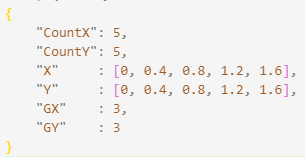 {
"CountX": 5,
"CountY": 5,
"X"     : [0, 0.4, 0.8, 1.2, 1.6],
"Y"     : [0, 0.4, 0.8, 1.2, 1.6],
"GX"    : 3,
"GY"    : 3
}